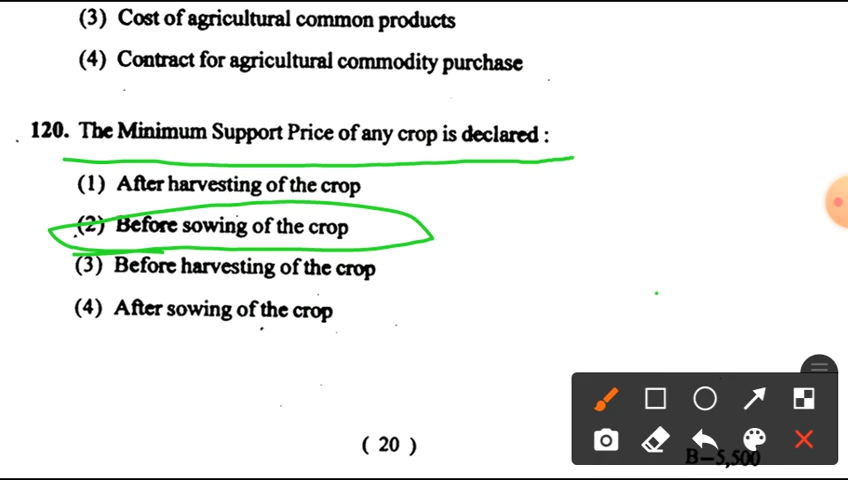 (3) Cost of agricultural common products
(4) Contract for agricultural commodity purchase
120. The Minimum Support Price of any crop is declared :
(1) After harvesting of the crop
(2) Before sowing of the crop
(3) Before harvesting of the crop
(4) After sowing of the crop
( 20 )
B—5,500